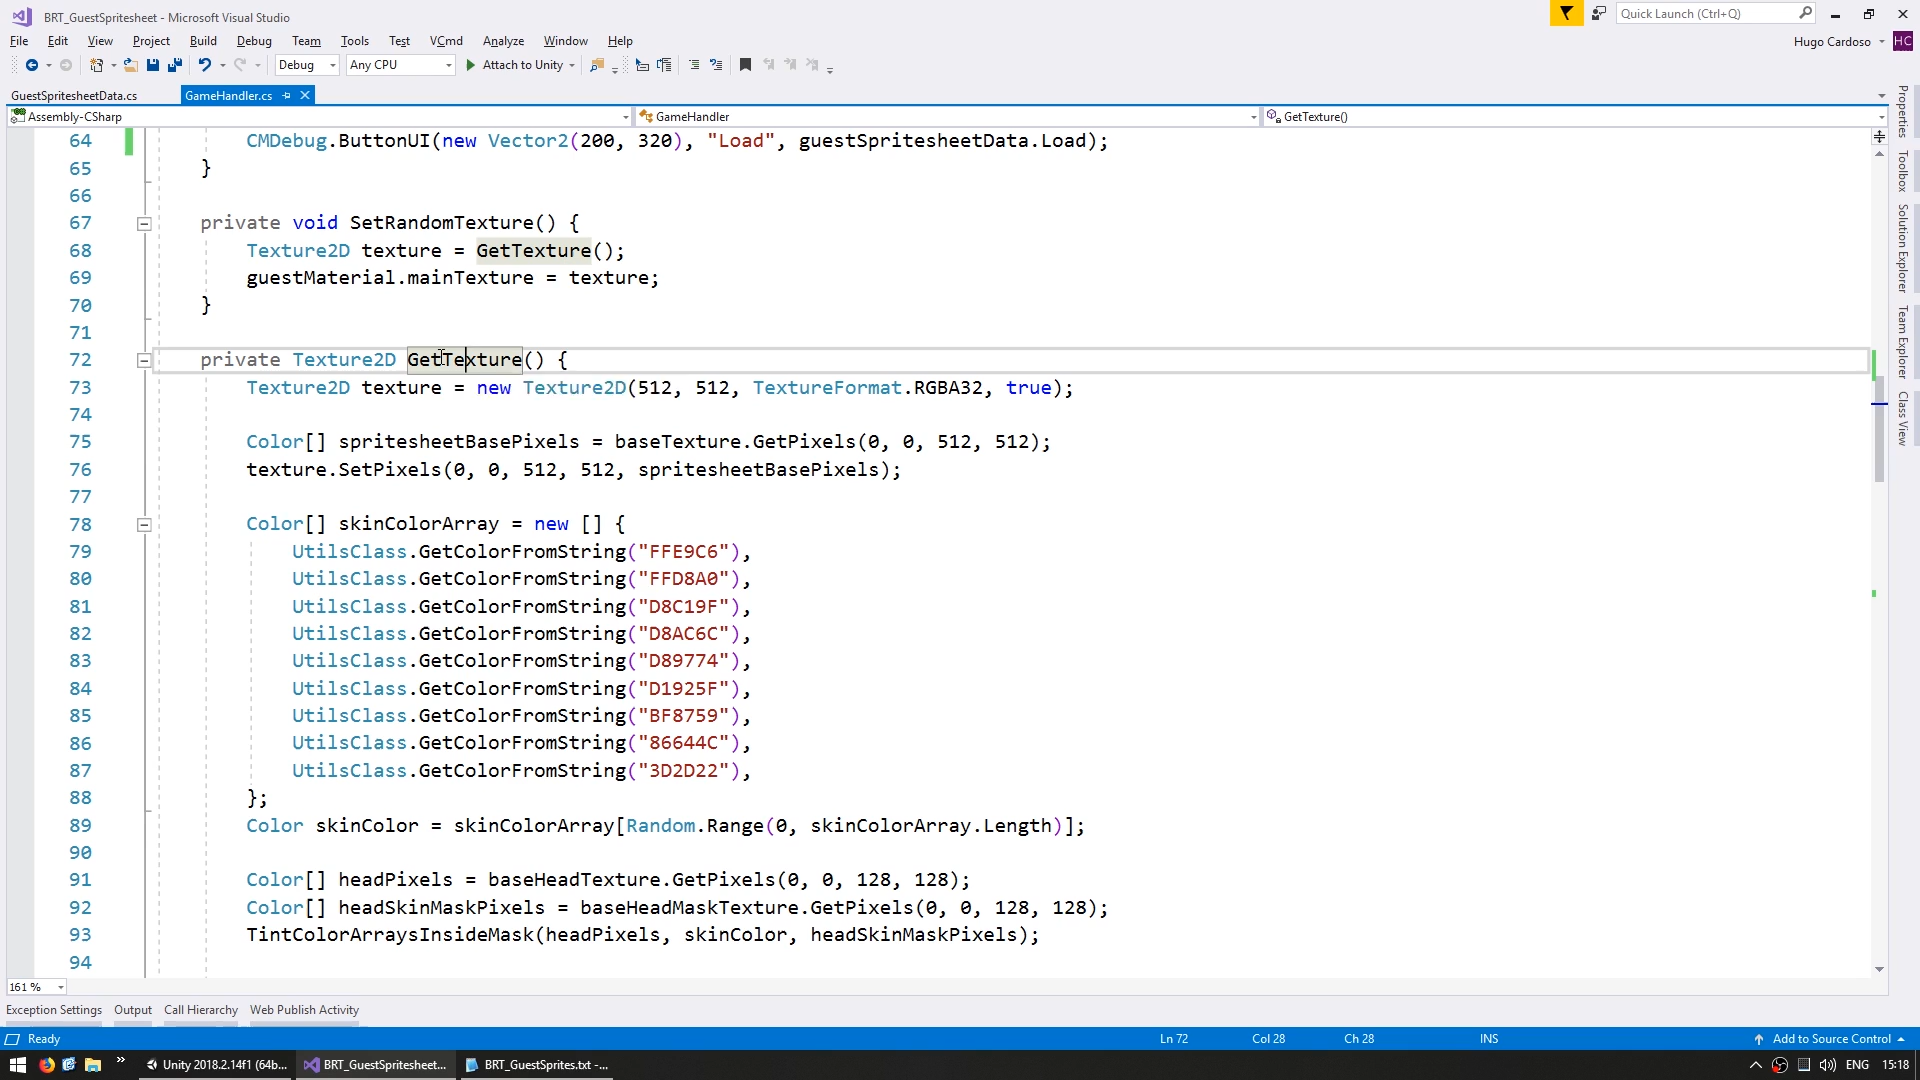 BRT_GuestSpritesheet - Microsoft Visual Studio
Quick Launch (Ctrl+Q)
File Edit View Project Build Debug Team Tools Test VCmd Analyze Window Help
Hugo Cardoso HC
Debug Any CPU Attach to Unity
GuestSpritesheetData.cs GameHandler.cs
Assembly-CSharp GameHandler GetTexture()
64 CMDebug.ButtonUI(new Vector2(200, 320), "Load", guestSpritesheetData.Load);
65 }
66
67 private void SetRandomTexture() {
68 Texture2D texture = GetTexture();
69 guestMaterial.mainTexture = texture;
70 }
71
72 private Texture2D GetTexture() {
73 Texture2D texture = new Texture2D(512, 512, TextureFormat.RGBA32, true);
74
75 Color[] spritesheetBasePixels = baseTexture.GetPixels(0, 0, 512, 512);
76 texture.SetPixels(0, 0, 512, 512, spritesheetBasePixels);
77
78 Color[] skinColorArray = new [] {
79 UtilsClass.GetColorFromString("FFE9C6"),
80 UtilsClass.GetColorFromString("FFD8A0"),
81 UtilsClass.GetColorFromString("D8C19F"),
82 UtilsClass.GetColorFromString("D8AC6C"),
83 UtilsClass.GetColorFromString("D89774"),
84 UtilsClass.GetColorFromString("D1925F"),
85 UtilsClass.GetColorFromString("BF8759"),
86 UtilsClass.GetColorFromString("86644C"),
87 UtilsClass.GetColorFromString("3D2D22"),
88 };
89 Color skinColor = skinColorArray[Random.Range(0, skinColorArray.Length)];
90
91 Color[] headPixels = baseHeadTexture.GetPixels(0, 0, 128, 128);
92 Color[] headSkinMaskPixels = baseHeadMaskTexture.GetPixels(0, 0, 128, 128);
93 TintColorArraysInsideMask(headPixels, skinColor, headSkinMaskPixels);
94
Properties
Toolbox
Solution Explorer
Team Explorer
Class View
161 %
Exception Settings Output Call Hierarchy Web Publish Activity
Ready Ln 72 Col 28 Ch 28 INS Add to Source Control
Unity 2018.2.14f1 (64b... BRT_GuestSpritesheet... BRT_GuestSprites.txt -... ENG 15:18